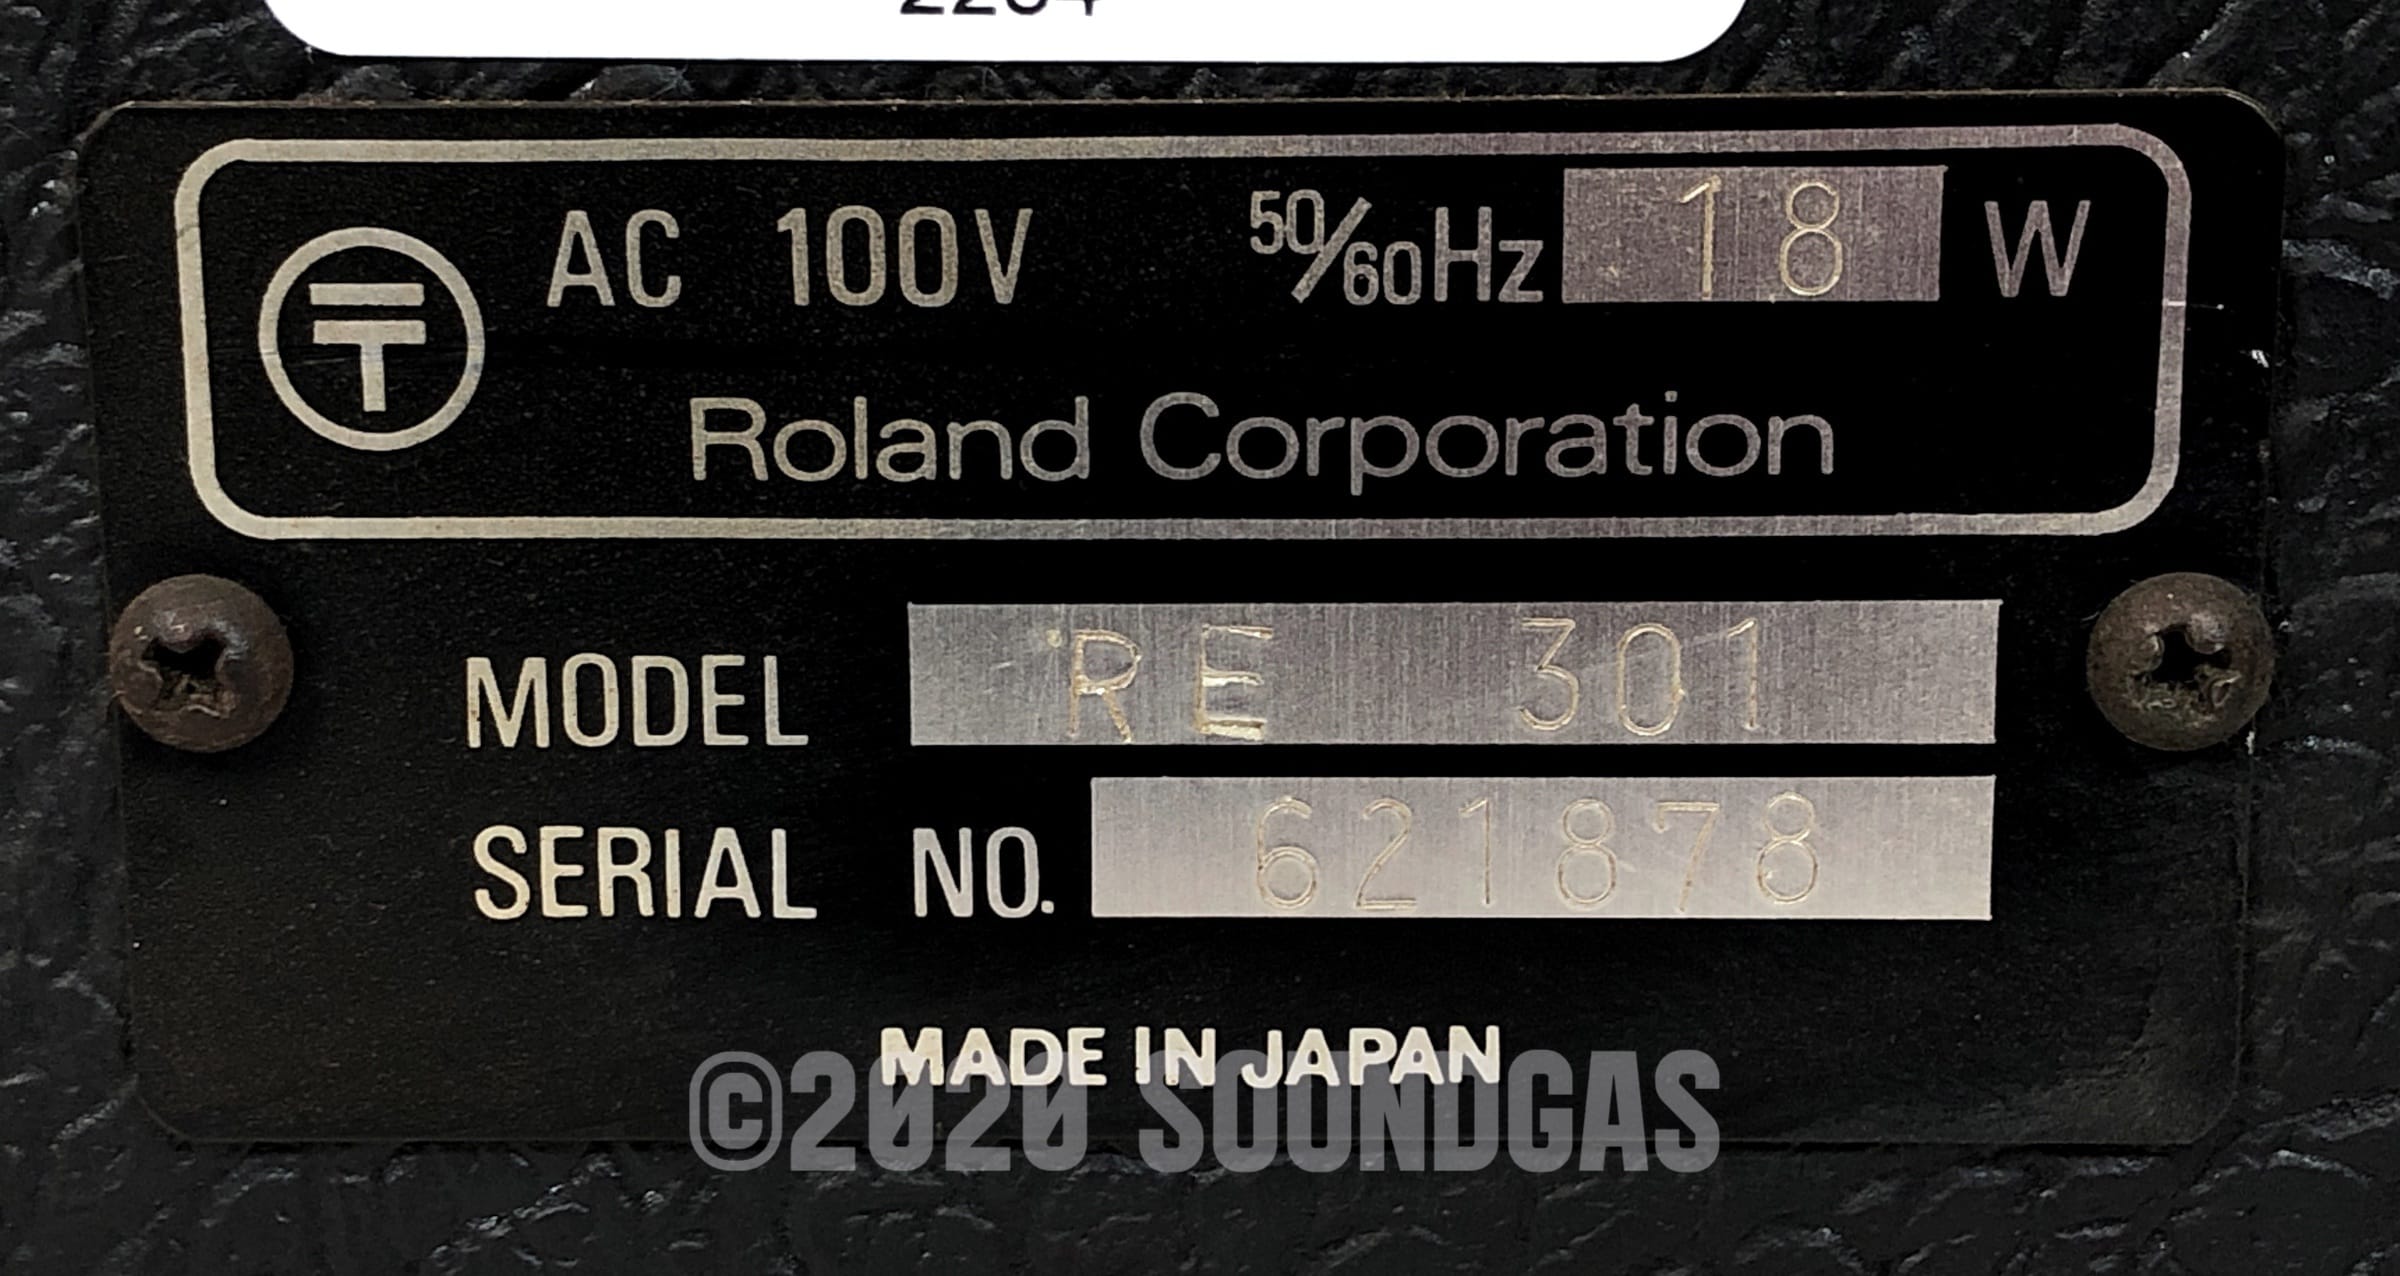 AC 100V 50/60Hz 18 W
Roland Corporation
MODEL RE 301
SERIAL NO. 621878
MADE IN JAPAN
©2020 SOUNDGAS